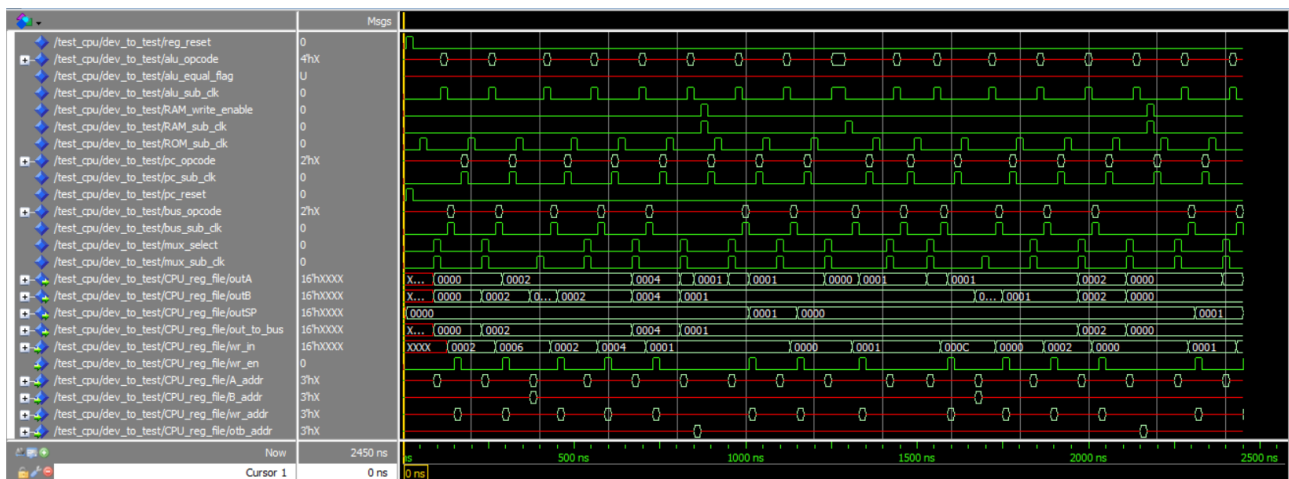 Msgs
/test_cpu/dev_to_test/reg_reset 0
/test_cpu/dev_to_test/alu_opcode 4'hX
/test_cpu/dev_to_test/alu_equal_flag U
/test_cpu/dev_to_test/alu_sub_clk 0
/test_cpu/dev_to_test/RAM_write_enable 0
/test_cpu/dev_to_test/RAM_sub_clk 0
/test_cpu/dev_to_test/ROM_sub_clk 0
/test_cpu/dev_to_test/pc_opcode 2'hX
/test_cpu/dev_to_test/pc_sub_clk 0
/test_cpu/dev_to_test/pc_reset 0
/test_cpu/dev_to_test/bus_opcode 2'hX
/test_cpu/dev_to_test/bus_sub_clk 0
/test_cpu/dev_to_test/mux_select 0
/test_cpu/dev_to_test/mux_sub_clk 0
/test_cpu/dev_to_test/CPU_reg_file/outA 16'hXXXX X... 0000 0002 0004 0001 0001 0000 0001 0001 0002 0000
/test_cpu/dev_to_test/CPU_reg_file/outB 16'hXXXX X... 0000 0002 0... 0002 0004 0001 0... 0001 0002 0000
/test_cpu/dev_to_test/CPU_reg_file/outSP 16'hXXXX 0000 0001 0000 0001
/test_cpu/dev_to_test/CPU_reg_file/out_to_bus 16'hXXXX X... 0000 0002 0004 0001 0002 0000
/test_cpu/dev_to_test/CPU_reg_file/wr_in 16'hXXXX XXXX 0002 0006 0002 0004 0001 0000 0001 000C 0000 0002 0000 0001
/test_cpu/dev_to_test/CPU_reg_file/wr_en 0
/test_cpu/dev_to_test/CPU_reg_file/A_addr 3'hX
/test_cpu/dev_to_test/CPU_reg_file/B_addr 3'hX
/test_cpu/dev_to_test/CPU_reg_file/wr_addr 3'hX
/test_cpu/dev_to_test/CPU_reg_file/otb_addr 3'hX
Now 2450 ns 500 ns 1000 ns 1500 ns 2000 ns 2500 ns
Cursor 1 0 ns 0 ns